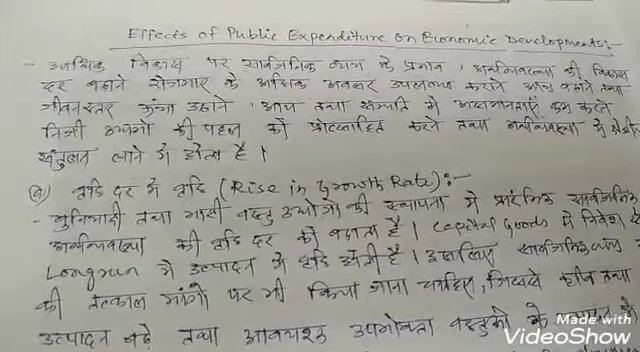 Effects of Public Expenditure on Economic Developments:-
- आर्थिक विकास पर सार्वजनिक व्यय के प्रभाव, अर्थव्यवस्था की विकास
दर बढ़ाने रोजगार के अधिक अवसर उपलब्ध कराने आय बढ़ाने तथा
जीवनस्तर ऊंचा उठाने, आय तथा सम्पत्ति में असमानताएं कम करने
निजी उद्योगों की पहल को प्रोत्साहित करने तथा अर्थव्यवस्था में
संतुलन लाने में होता है।
वृद्धि दर में वृद्धि (Rise in Growth Rate):-
- बुनियादी तथा भारी वस्तु उद्योगों की स्थापना में प्रारंभिक सार्वजनिक
अर्थव्यवस्था की वृद्धि दर को बढ़ाता है। Capital Goods में निवेश से
Longrun में उत्पादन में वृद्धि होती है। इसलिए सार्वजनिक
की तत्काल मांगो पर भी किया जाना चाहिए, जिससे तथा
उत्पादन बढ़े तथा आवश्यक उपभोक्ता वस्तुओं के
Made with
VideoShow